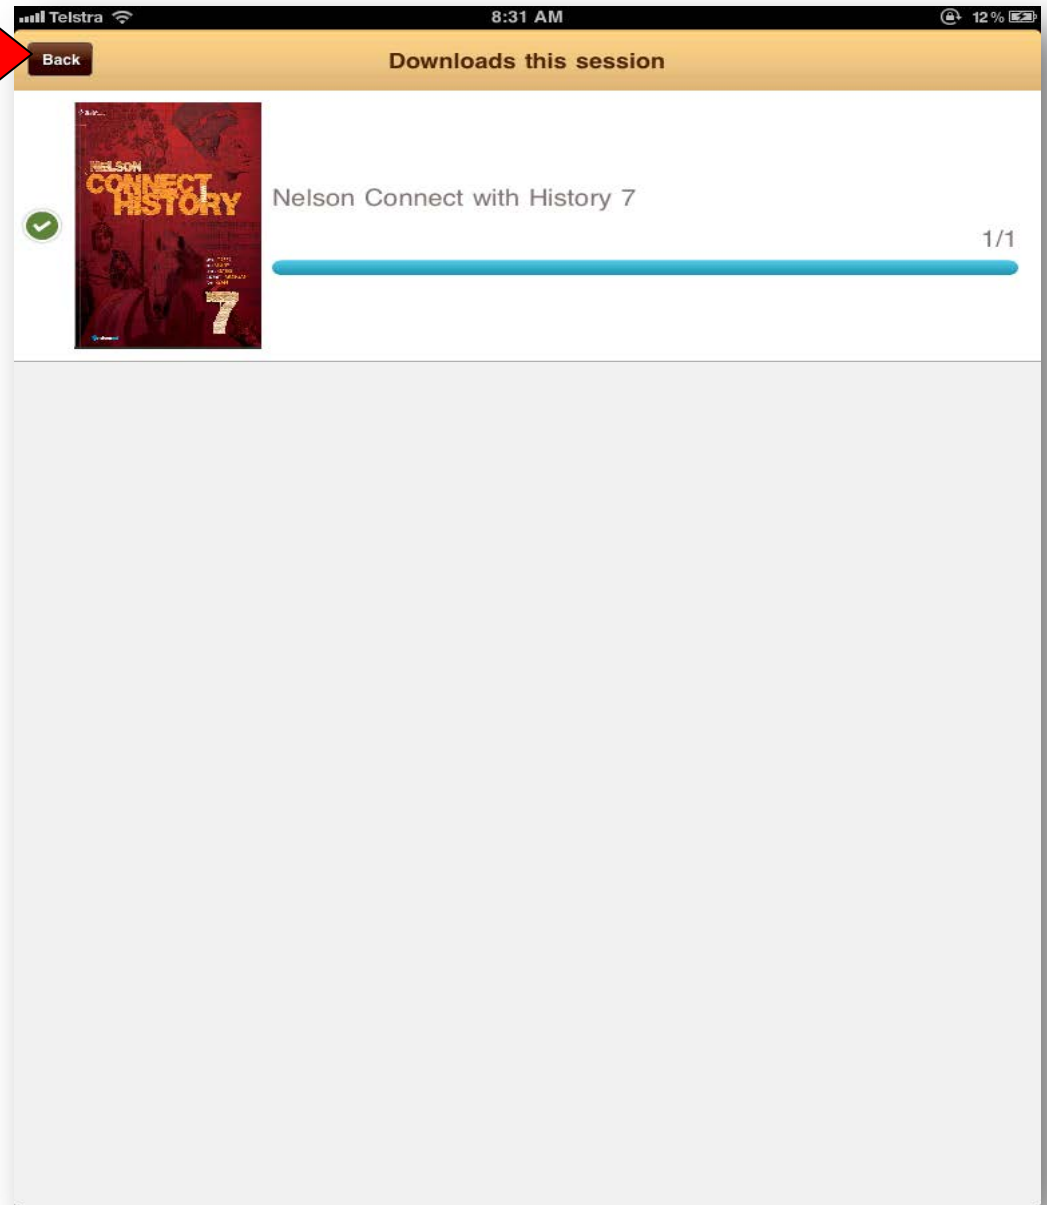 Telstra 8:31 AM 12%
Back Downloads this session
NELSON
CONNECT
HISTORY
7
Nelson Connect with History 7
1/1